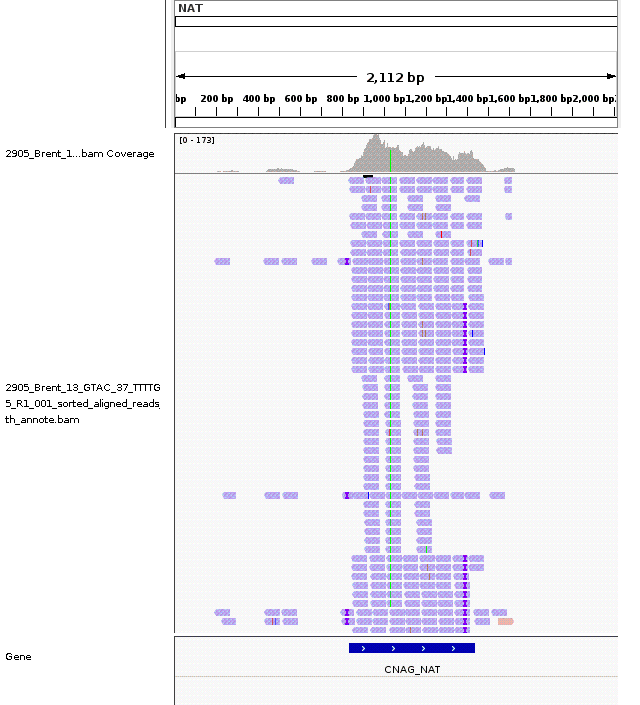 NAT
2,112 bp
bp 200 bp 400 bp 600 bp 800 bp 1,000 bp 1,200 bp 1,400 bp 1,600 bp 1,800 bp 2,000 bp
[0 - 173]
2905_Brent_1...bam Coverage
2905_Brent_13_GTAC_37_TTTTG
5_R1_001_sorted_aligned_reads_
th_annote.bam
Gene
CNAG_NAT